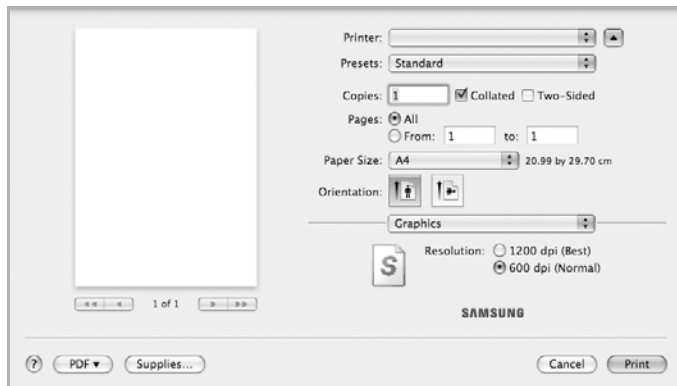 Printer:
Presets: Standard
Copies: 1 Collated Two-Sided
Pages: All
From: 1 to: 1
Paper Size: A4 20.99 by 29.70 cm
Orientation:
Graphics
Resolution: 1200 dpi (Best)
600 dpi (Normal)
S
1 of 1
SAMSUNG
? PDF Supplies... Cancel Print